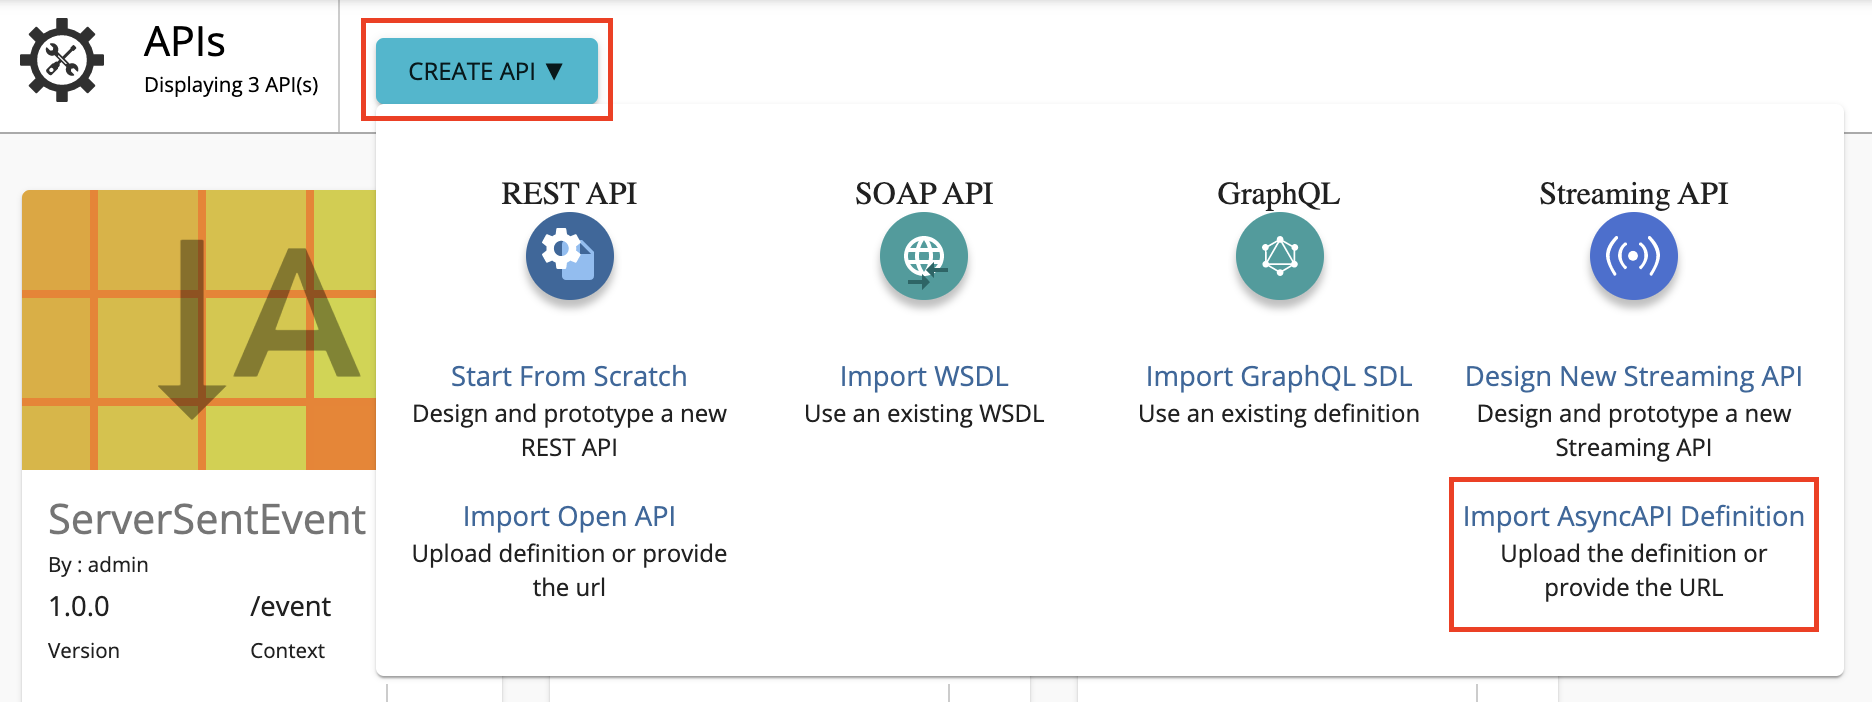 APIs
Displaying 3 API(s)
CREATE API ▼
REST API
Start From Scratch
Design and prototype a new
REST API
Import Open API
Upload definition or provide
the url
SOAP API
Import WSDL
Use an existing WSDL
GraphQL
Import GraphQL SDL
Use an existing definition
Streaming API
Design New Streaming API
Design and prototype a new
Streaming API
Import AsyncAPI Definition
Upload the definition or
provide the URL
A
ServerSentEvent
By : admin
1.0.0 /event
Version Context